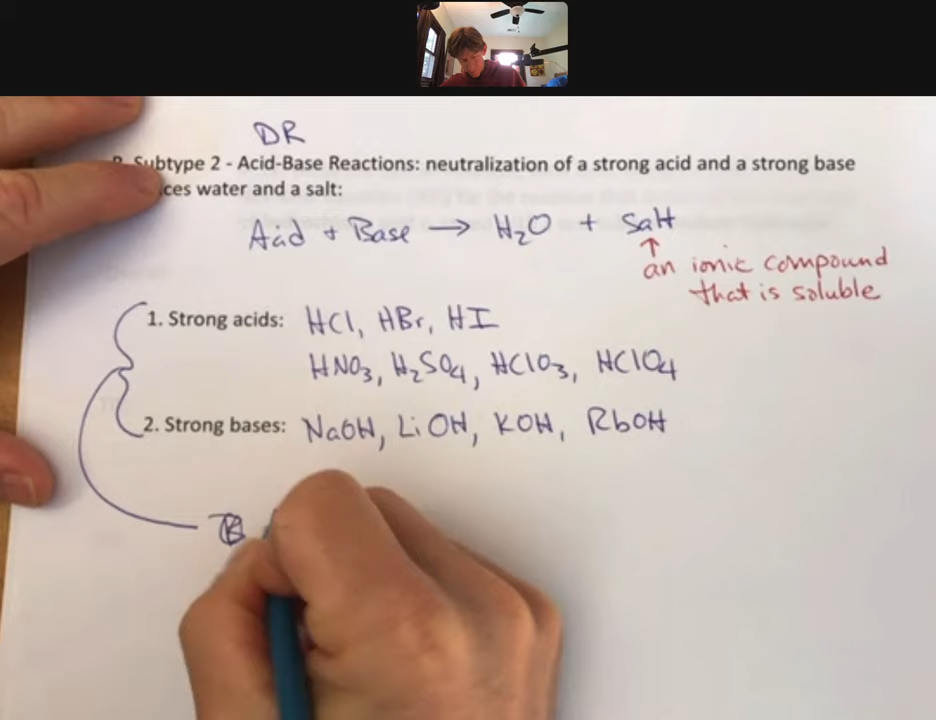 DR
Subtype 2 - Acid-Base Reactions: neutralization of a strong acid and a strong base
water and a salt:
Acid + Base → H₂O + Salt
↑
an ionic compound
that is soluble
1. Strong acids: HCl, HBr, HI
HNO₃, H₂SO₄, HClO₃, HClO₄
2. Strong bases: NaOH, LiOH, KOH, RbOH